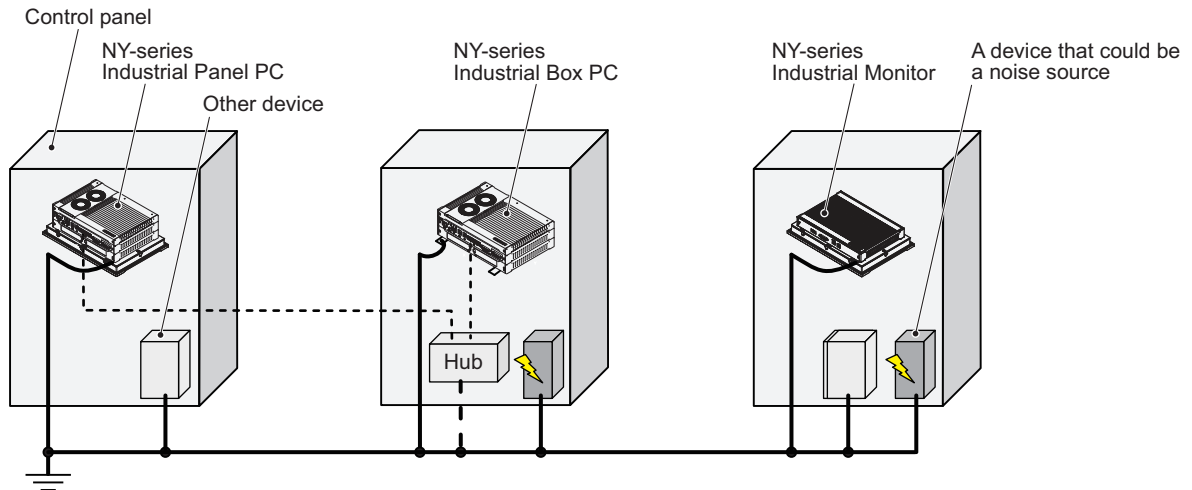 Control panel
NY-series
Industrial Panel PC
Other device
NY-series
Industrial Box PC
NY-series
Industrial Monitor
A device that could be
a noise source
Hub